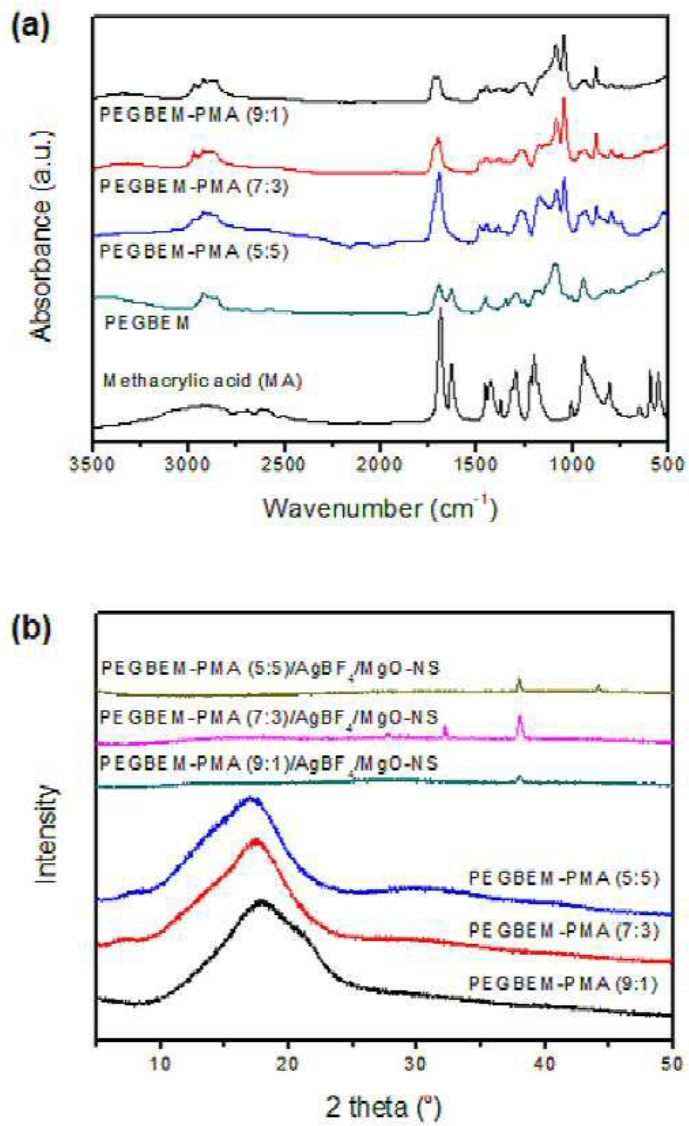 (a)
PEGBEM-PMA (9:1)
PEGBEM-PMA (7:3)
PEGBEM-PMA (5:5)
PEGBEM
Methacrylic acid (MA)
Absorbance (a.u.)
3500 3000 2500 2000 1500 1000 500
Wavenumber (cm⁻¹)
(b)
PEGBEM-PMA (5:5)/AgBF₄/MgO-NS
PEGBEM-PMA (7:3)/AgBF₄/MgO-NS
PEGBEM-PMA (9:1)/AgBF₄/MgO-NS
PEGBEM-PMA (5:5)
PEGBEM-PMA (7:3)
PEGBEM-PMA (9:1)
Intensity
10 20 30 40 50
2 theta (°)